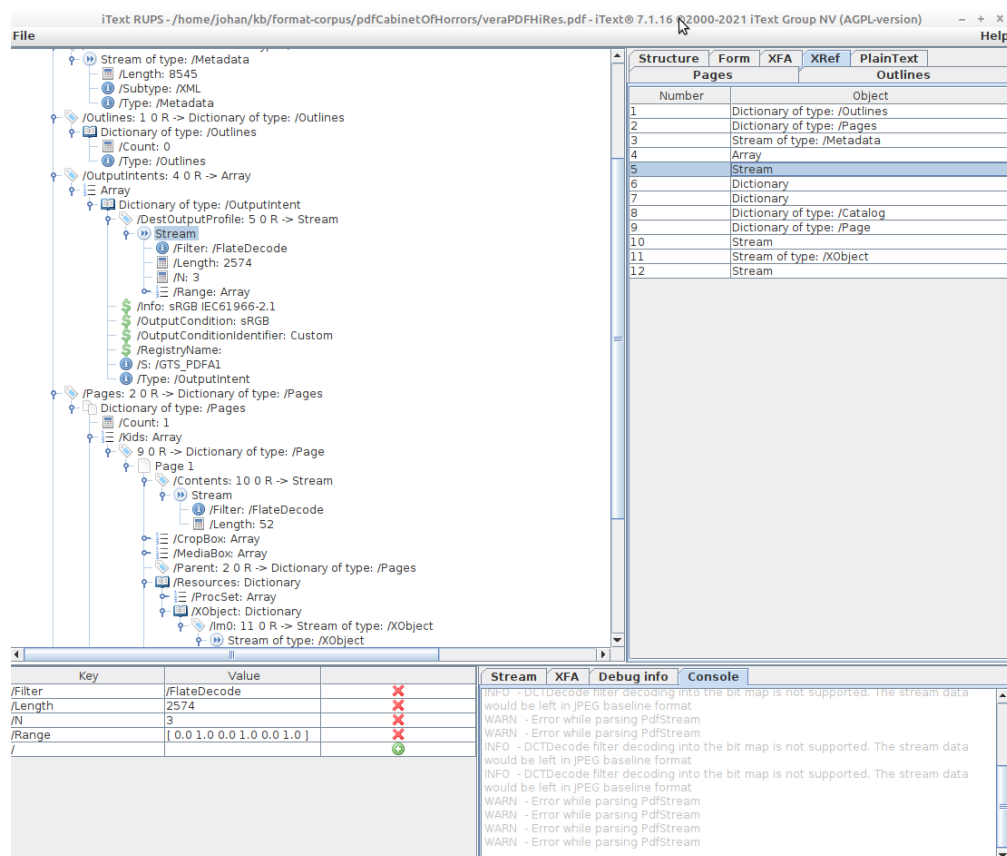 iText RUPS - /home/johan/kb/format-corpus/pdfCabinetOfHorrors/veraPDFHiRes.pdf - iText® 7.1.16 ©2000-2021 iText Group NV (AGPL-version)
File
Help
Stream of type: /Metadata
/Length: 8545
/Subtype: /XML
/Type: /Metadata
/Outlines: 1 0 R -> Dictionary of type: /Outlines
Dictionary of type: /Outlines
/Count: 0
/Type: /Outlines
/OutputIntents: 4 0 R -> Array
Array
Dictionary of type: /OutputIntent
/DestOutputProfile: 5 0 R -> Stream
Stream
/Filter: /FlateDecode
/Length: 2574
/N: 3
/Range: Array
/Info: sRGB IEC61966-2.1
/OutputCondition: sRGB
/OutputConditionIdentifier: Custom
/RegistryName:
/S: /GTS_PDFA1
/Type: /OutputIntent
/Pages: 2 0 R -> Dictionary of type: /Pages
Dictionary of type: /Pages
/Count: 1
/Kids: Array
9 0 R -> Dictionary of type: /Page
Page 1
/Contents: 10 0 R -> Stream
Stream
/Filter: /FlateDecode
/Length: 52
/CropBox: Array
/MediaBox: Array
/Parent: 2 0 R -> Dictionary of type: /Pages
/Resources: Dictionary
/ProcSet: Array
/XObject: Dictionary
/Im0: 11 0 R -> Stream of type: /XObject
Stream of type: /XObject
Structure Form XFA XRef PlainText
Pages Outlines
Number Object
1 Dictionary of type: /Outlines
2 Dictionary of type: /Pages
3 Stream of type: /Metadata
4 Array
5 Stream
6 Dictionary
7 Dictionary
8 Dictionary of type: /Catalog
9 Dictionary of type: /Page
10 Stream
11 Stream of type: /XObject
12 Stream
Key Value
/Filter /FlateDecode
/Length 2574
/N 3
/Range [ 0.0 1.0 0.0 1.0 0.0 1.0 ]
/
Stream XFA Debug info Console
INFO - DCTDecode filter decoding into the bit map is not supported. The stream data
would be left in JPEG baseline format
WARN - Error while parsing PdfStream
WARN - Error while parsing PdfStream
INFO - DCTDecode filter decoding into the bit map is not supported. The stream data
would be left in JPEG baseline format
INFO - DCTDecode filter decoding into the bit map is not supported. The stream data
would be left in JPEG baseline format
WARN - Error while parsing PdfStream
WARN - Error while parsing PdfStream
WARN - Error while parsing PdfStream
WARN - Error while parsing PdfStream